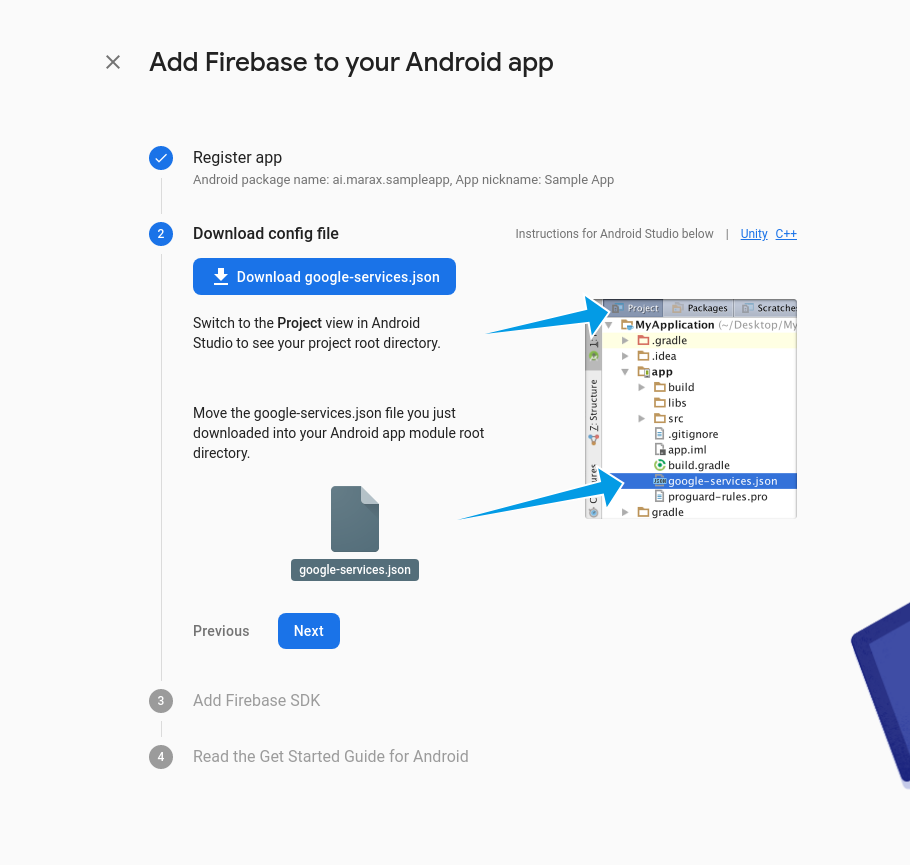 Add Firebase to your Android app
Register app
Android package name: ai.marax.sampleapp, App nickname: Sample App
2
Download config file
Instructions for Android Studio below | Unity C++
Download google-services.json
Switch to the Project view in Android
Studio to see your project root directory.
Move the google-services.json file you just
downloaded into your Android app module root
directory.
google-services.json
Project Packages Scratche
MyApplication (~/Desktop/My
.gradle
.idea
app
build
libs
src
.gitignore
app.iml
build.gradle
google-services.json
proguard-rules.pro
gradle
Z: Structure
Previous Next
3 Add Firebase SDK
4 Read the Get Started Guide for Android